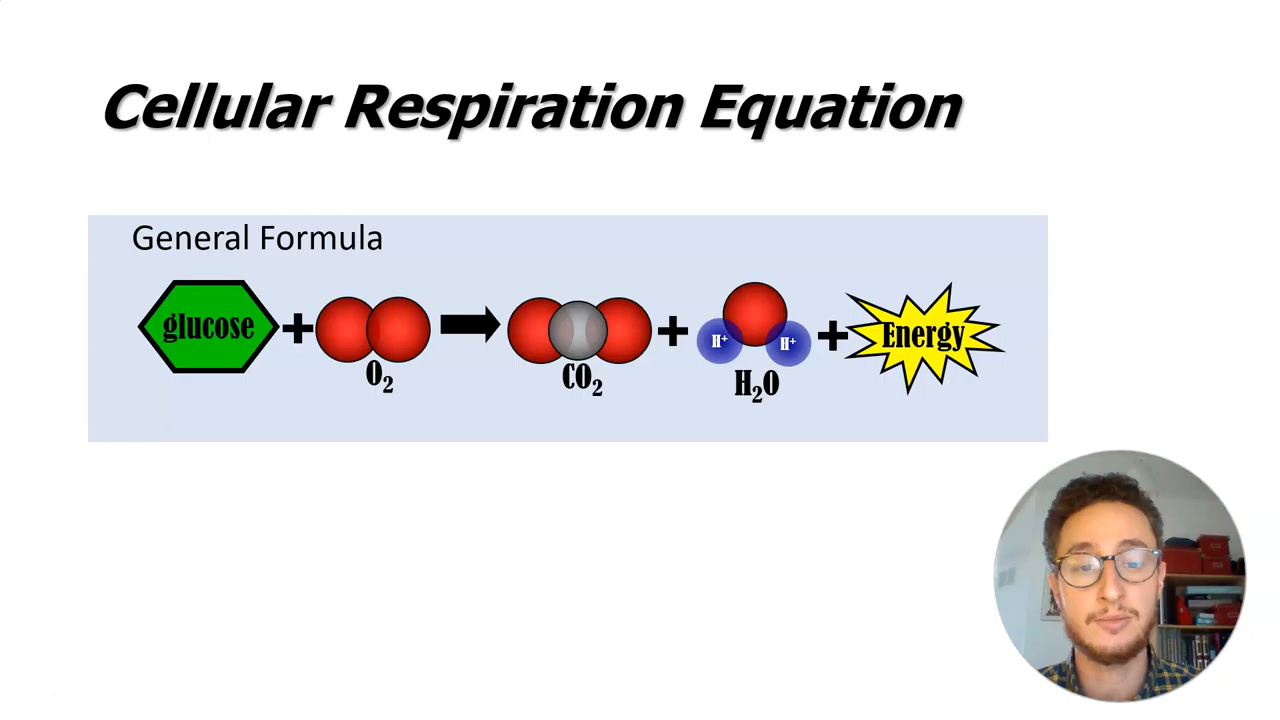 Cellular Respiration Equation
General Formula
glucose + O₂ → CO₂ + H⁺ H⁺ H₂O + Energy